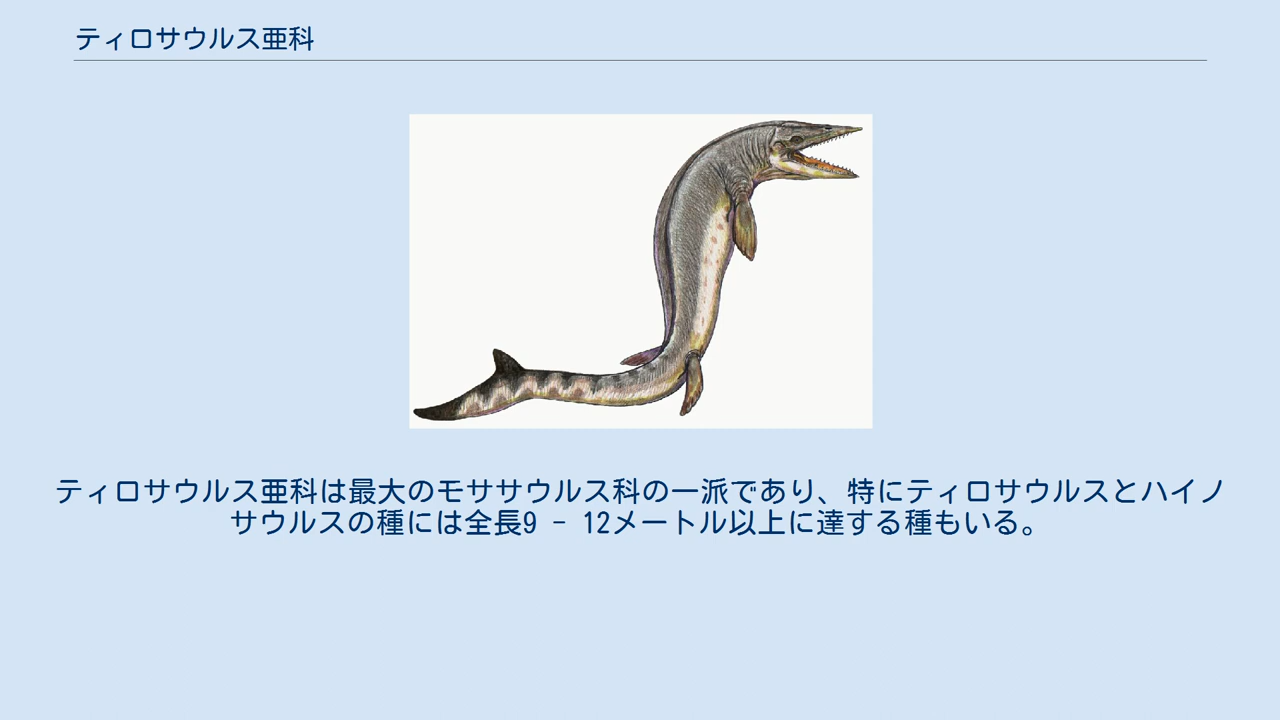 ティロサウルス亜科
ティロサウルス亜科は最大のモササウルス科の一派であり、特にティロサウルスとハイノ
サウルスの種には全長9 - 12メートル以上に達する種もいる。